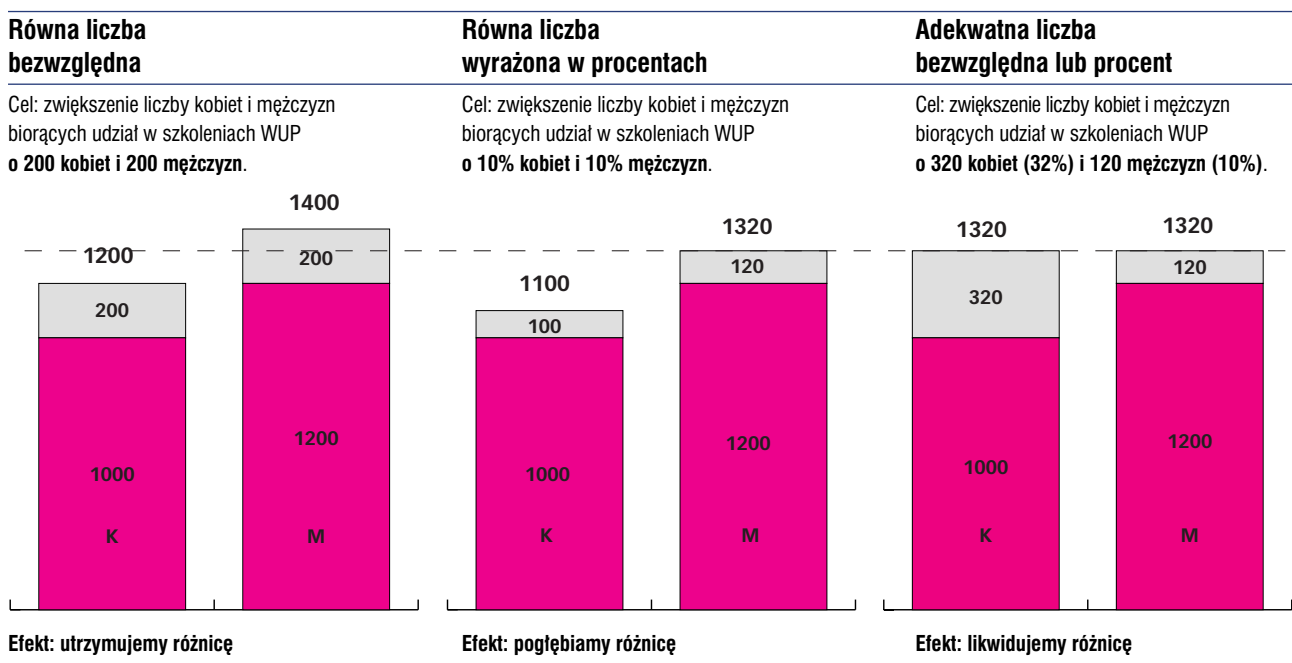 Równa liczba
bezwzględna
Cel: zwiększenie liczby kobiet i mężczyzn
biorących udział w szkoleniach WUP
o 200 kobiet i 200 mężczyzn.
1200
200
1000
K
1400
200
1200
M
Efekt: utrzymujemy różnicę
Równa liczba
wyrażona w procentach
Cel: zwiększenie liczby kobiet i mężczyzn
biorących udział w szkoleniach WUP
o 10% kobiet i 10% mężczyzn.
1100
100
1000
K
1320
120
1200
M
Efekt: pogłębiamy różnicę
Adekwatna liczba
bezwzględna lub procent
Cel: zwiększenie liczby kobiet i mężczyzn
biorących udział w szkoleniach WUP
o 320 kobiet (32%) i 120 mężczyzn (10%).
1320
320
1000
K
1320
120
1200
M
Efekt: likwidujemy różnicę